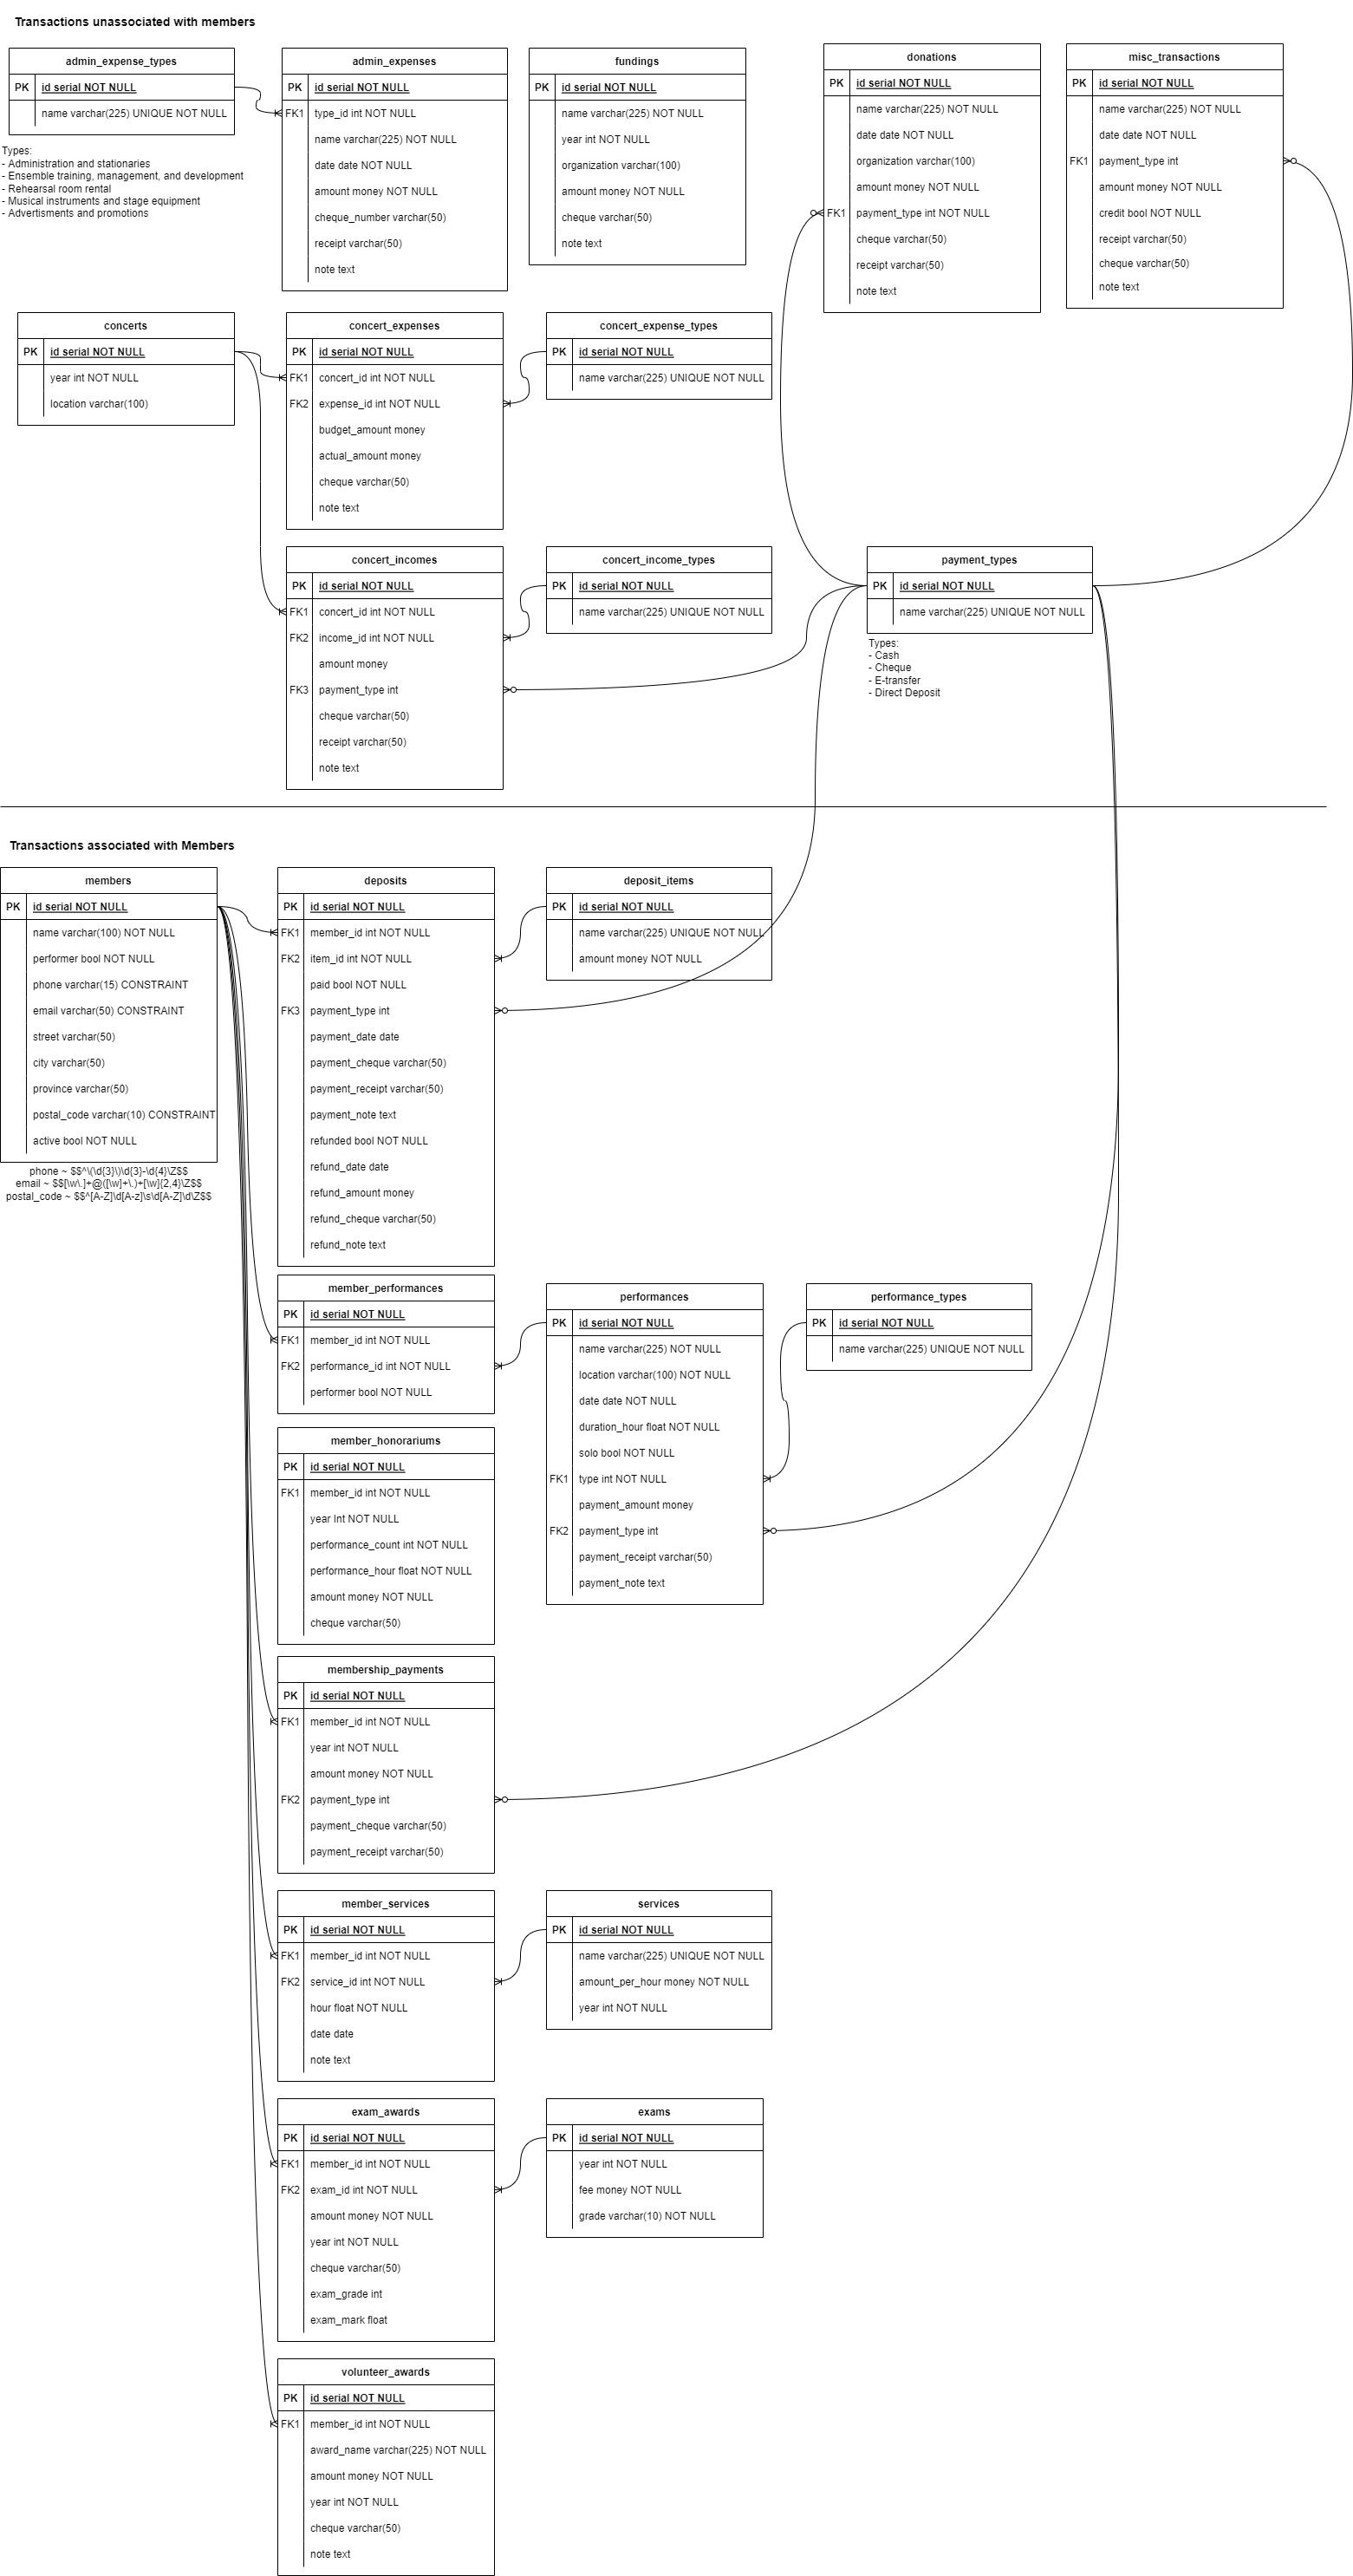 Transactions unassociated with members
admin_expense_types
PK id serial NOT NULL
name varchar(225) UNIQUE NOT NULL
Types:
- Administration and stationaries
- Ensemble training, management, and development
- Rehearsal room rental
- Musical instruments and stage equipment
- Advertisments and promotions
admin_expenses
PK id serial NOT NULL
FK1 type_id int NOT NULL
name varchar(225) NOT NULL
date date NOT NULL
amount money NOT NULL
cheque_number varchar(50)
receipt varchar(50)
note text
fundings
PK id serial NOT NULL
name varchar(225) NOT NULL
year int NOT NULL
organization varchar(100)
amount money NOT NULL
cheque varchar(50)
note text
donations
PK id serial NOT NULL
name varchar(225) NOT NULL
date date NOT NULL
organization varchar(100)
amount money NOT NULL
FK1 payment_type int NOT NULL
cheque varchar(50)
receipt varchar(50)
note text
misc_transactions
PK id serial NOT NULL
name varchar(225) NOT NULL
date date NOT NULL
FK1 payment_type int
amount money NOT NULL
credit bool NOT NULL
receipt varchar(50)
cheque varchar(50)
note text
concerts
PK id serial NOT NULL
year int NOT NULL
location varchar(100)
concert_expenses
PK id serial NOT NULL
FK1 concert_id int NOT NULL
FK2 expense_id int NOT NULL
budget_amount money
actual_amount money
cheque varchar(50)
note text
concert_expense_types
PK id serial NOT NULL
name varchar(225) UNIQUE NOT NULL
concert_incomes
PK id serial NOT NULL
FK1 concert_id int NOT NULL
FK2 income_id int NOT NULL
amount money
FK3 payment_type int
cheque varchar(50)
receipt varchar(50)
note text
concert_income_types
PK id serial NOT NULL
name varchar(225) UNIQUE NOT NULL
payment_types
PK id serial NOT NULL
name varchar(225) UNIQUE NOT NULL
Types:
- Cash
- Cheque
- E-transfer
- Direct Deposit
Transactions associated with Members
members
PK id serial NOT NULL
name varchar(100) NOT NULL
performer bool NOT NULL
phone varchar(15) CONSTRAINT
email varchar(50) CONSTRAINT
street varchar(50)
city varchar(50)
province varchar(50)
postal_code varchar(10) CONSTRAINT
active bool NOT NULL
phone ~ $$^\(\d{3}\)\d{3}-\d{4}\Z$$
email ~ $$[\w\.]+@([\w]+\.)+[\w]{2,4}\Z$$
postal_code ~ $$^[A-Z]\d[A-z]\s\d[A-Z]\d\Z$$
deposits
PK id serial NOT NULL
FK1 member_id int NOT NULL
FK2 item_id int NOT NULL
paid bool NOT NULL
FK3 payment_type int
payment_date date
payment_cheque varchar(50)
payment_receipt varchar(50)
payment_note text
refunded bool NOT NULL
refund_date date
refund_amount money
refund_cheque varchar(50)
refund_note text
deposit_items
PK id serial NOT NULL
name varchar(225) UNIQUE NOT NULL
amount money NOT NULL
member_performances
PK id serial NOT NULL
FK1 member_id int NOT NULL
FK2 performance_id int NOT NULL
performer bool NOT NULL
performances
PK id serial NOT NULL
name varchar(225) NOT NULL
location varchar(100) NOT NULL
date date NOT NULL
duration_hour float NOT NULL
solo bool NOT NULL
FK1 type int NOT NULL
payment_amount money
FK2 payment_type int
payment_receipt varchar(50)
payment_note text
performance_types
PK id serial NOT NULL
name varchar(225) UNIQUE NOT NULL
member_honorariums
PK id serial NOT NULL
FK1 member_id int NOT NULL
year Int NOT NULL
performance_count int NOT NULL
performance_hour float NOT NULL
amount money NOT NULL
cheque varchar(50)
membership_payments
PK id serial NOT NULL
FK1 member_id int NOT NULL
year int NOT NULL
amount money NOT NULL
FK2 payment_type int
payment_cheque varchar(50)
payment_receipt varchar(50)
member_services
PK id serial NOT NULL
FK1 member_id int NOT NULL
FK2 service_id int NOT NULL
hour float NOT NULL
date date
note text
services
PK id serial NOT NULL
name varchar(225) UNIQUE NOT NULL
amount_per_hour money NOT NULL
year int NOT NULL
exam_awards
PK id serial NOT NULL
FK1 member_id int NOT NULL
FK2 exam_id int NOT NULL
amount money NOT NULL
year int NOT NULL
cheque varchar(50)
exam_grade int
exam_mark float
exams
PK id serial NOT NULL
year int NOT NULL
fee money NOT NULL
grade varchar(10) NOT NULL
volunteer_awards
PK id serial NOT NULL
FK1 member_id int NOT NULL
award_name varchar(225) NOT NULL
amount money NOT NULL
year int NOT NULL
cheque varchar(50)
note text